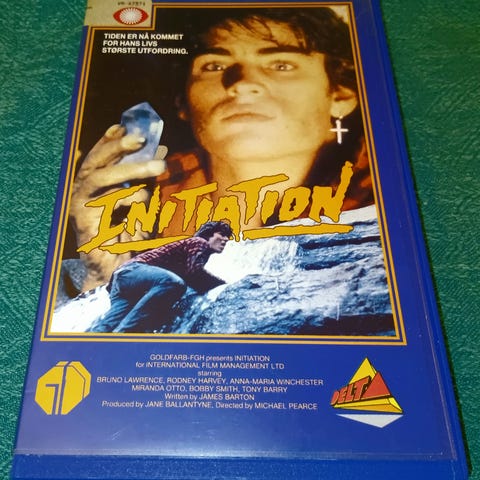 TIDEN ER NÅ KOMMET
FOR HANS LIVS
STØRSTE UTFORDRING.
INITIATION
GOLDFARB-FGH presents INITIATION
for INTERNATIONAL FILM MANAGEMENT LTD
starring
BRUNO LAWRENCE, RODNEY HARVEY, ANNA-MARIA WINCHESTER
MIRANDA OTTO, BOBBY SMITH, TONY BARRY
Written by JAMES BARTON
Produced by JANE BALLANTYNE, Directed by MICHAEL PEARCE
DELTA